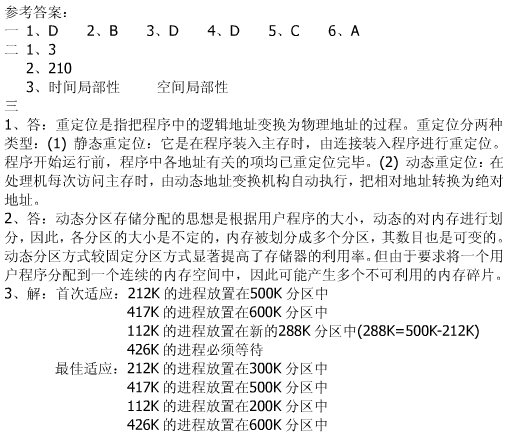 参考答案：
一 1、D 2、B 3、D 4、D 5、C 6、A
二 1、3
2、210
3、时间局部性 空间局部性
三
1、答：重定位是指把程序中的逻辑地址变换为物理地址的过程。重定位分两种
类型：(1) 静态重定位：它是在程序装入主存时，由连接装入程序进行重定位。
程序开始运行前，程序中各地址有关的项均已重定位完毕。(2) 动态重定位：在
处理机每次访问主存时，由动态地址变换机构自动执行，把相对地址转换为绝对
地址。
2、答：动态分区存储分配的思想是根据用户程序的大小，动态的对内存进行划
分，因此，各分区的大小是不定的，内存被划分成多个分区，其数目也是可变的。
动态分区方式较固定分区方式显著提高了存储器的利用率。但由于要求将一个用
户程序分配到一个连续的内存空间中，因此可能产生多个不可利用的内存碎片。
3、解：首次适应：212K 的进程放置在500K 分区中
417K 的进程放置在600K 分区中
112K 的进程放置在新的288K 分区中(288K=500K-212K)
426K 的进程必须等待
最佳适应：212K 的进程放置在300K 分区中
417K 的进程放置在500K 分区中
112K 的进程放置在200K 分区中
426K 的进程放置在600K 分区中